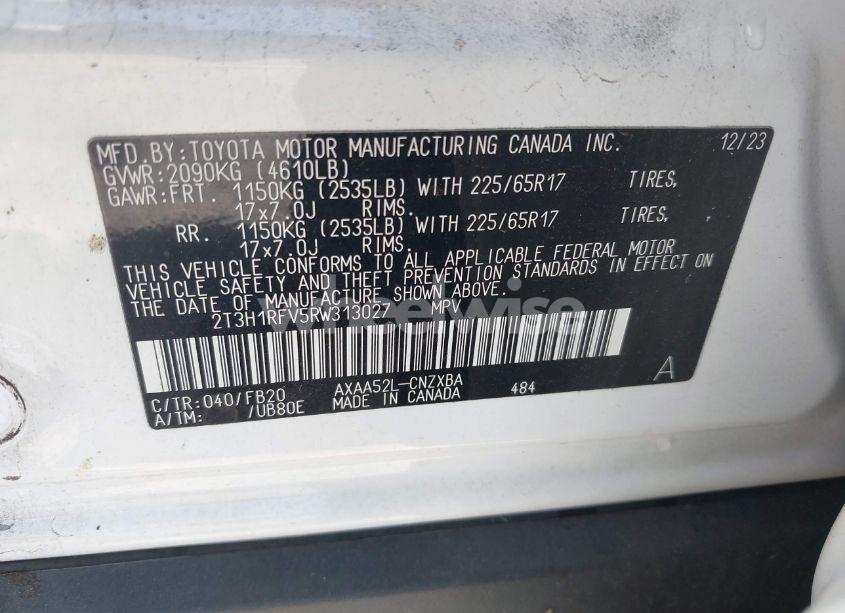 MFD.BY:TOYOTA MOTOR MANUFACTURING CANADA INC. 12/23
GVWR:2090KG (4610LB)
GAWR:FRT. 1150KG (2535LB) WITH 225/65R17 TIRES,
17x7.0J RIMS.
RR. 1150KG (2535LB) WITH 225/65R17 TIRES,
17x7.0J RIMS.
THIS VEHICLE CONFORMS TO ALL APPLICABLE FEDERAL MOTOR
VEHICLE SAFETY AND THEFT PREVENTION STANDARDS IN EFFECT ON
THE DATE OF MANUFACTURE SHOWN ABOVE.
2T3H1RFV5RW313027 MPV
wheelwise
C/TR:040/FB20 AXAA52L-CNZXBA 484 A
A/TM: /UB80E MADE IN CANADA